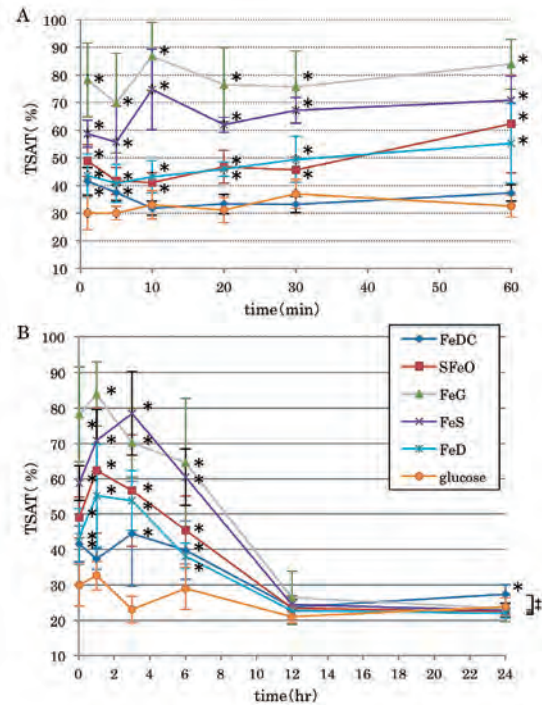 A
100
90
80
70
60
50
40
30
20
10
TSAT( %)
* * * * * *
* * * * * *
* * * * * *
* * * * * *
* *
0 10 20 30 40 50 60
time(min)
B
100
90
80
70
60
50
40
30
20
10
TSAT (%)
FeDC
SFeO
FeG
FeS
FeD
glucose
* * *
* * * *
* * * *
* * * *
* * * *
* ‡
0 2 4 6 8 10 12 14 16 18 20 22 24
time(hr)